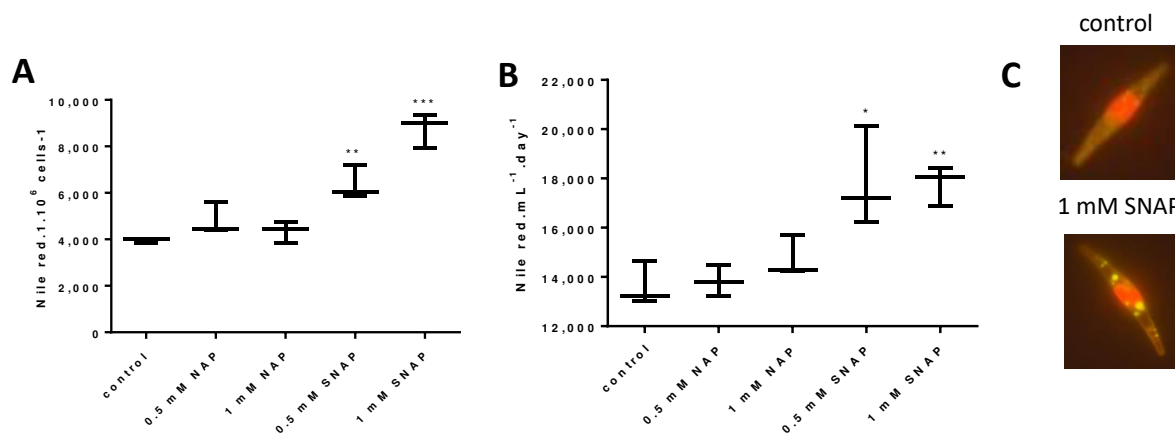 A
Nile red.1.10⁶ cells-1
10,000
8,000
6,000
4,000
2,000
0
**
***
control
0.5 mM NAP
1 mM NAP
0.5 mM SNAP
1 mM SNAP
B
Nile red.mL⁻¹.day⁻¹
22,000
20,000
18,000
16,000
14,000
12,000
*
**
control
0.5 mM NAP
1 mM NAP
0.5 mM SNAP
1 mM SNAP
C
control
1 mM SNAP